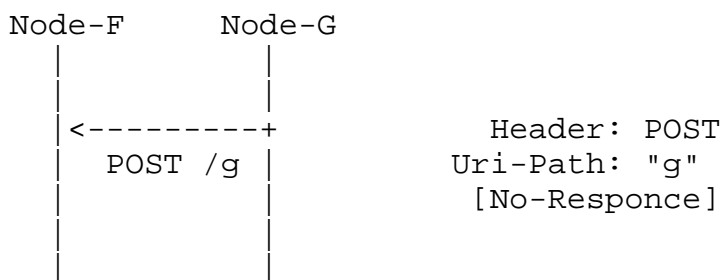 Node-F Node-G
Header: POST
POST /g Uri-Path: "g"
[No-Responce]